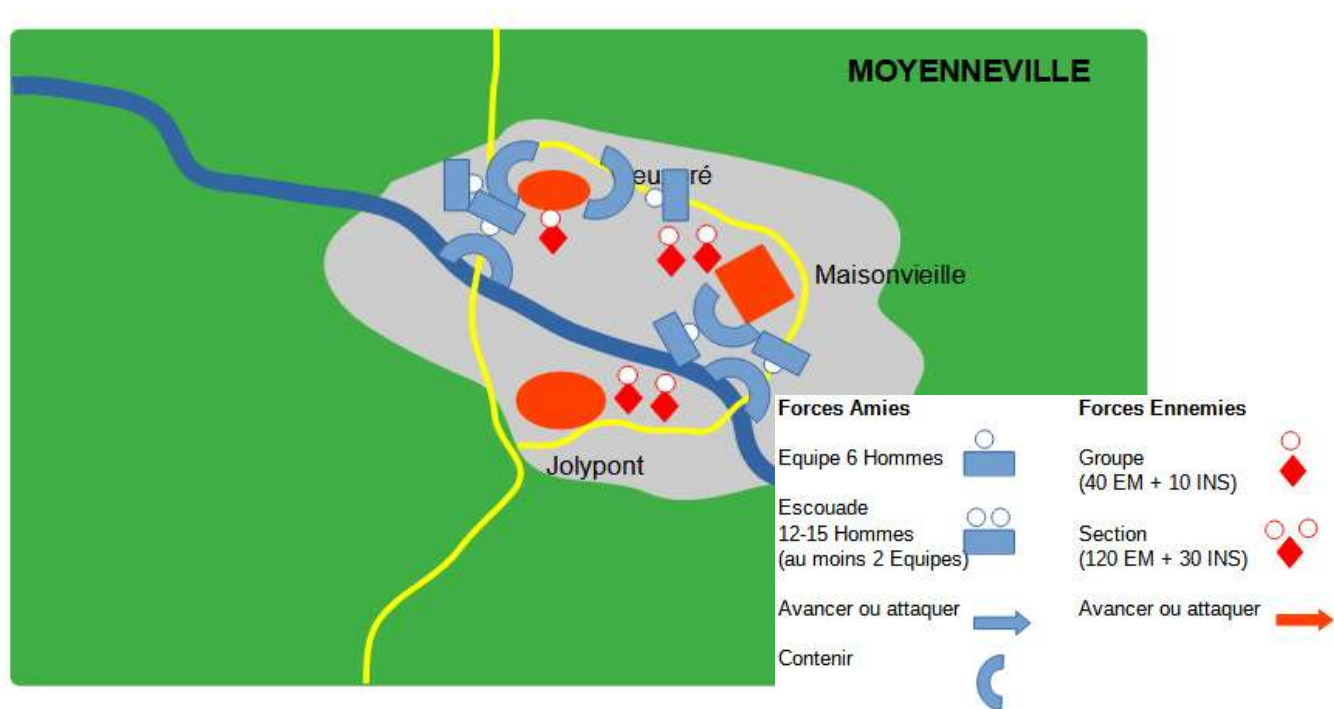 MOYENNEVILLE
Maisonvieille
Jolypont
Forces Amies
Equipe 6 Hommes
Escouade
12-15 Hommes
(au moins 2 Equipes)
Avancer ou attaquer
Contenir
Forces Ennemies
Groupe
(40 EM + 10 INS)
Section
(120 EM + 30 INS)
Avancer ou attaquer